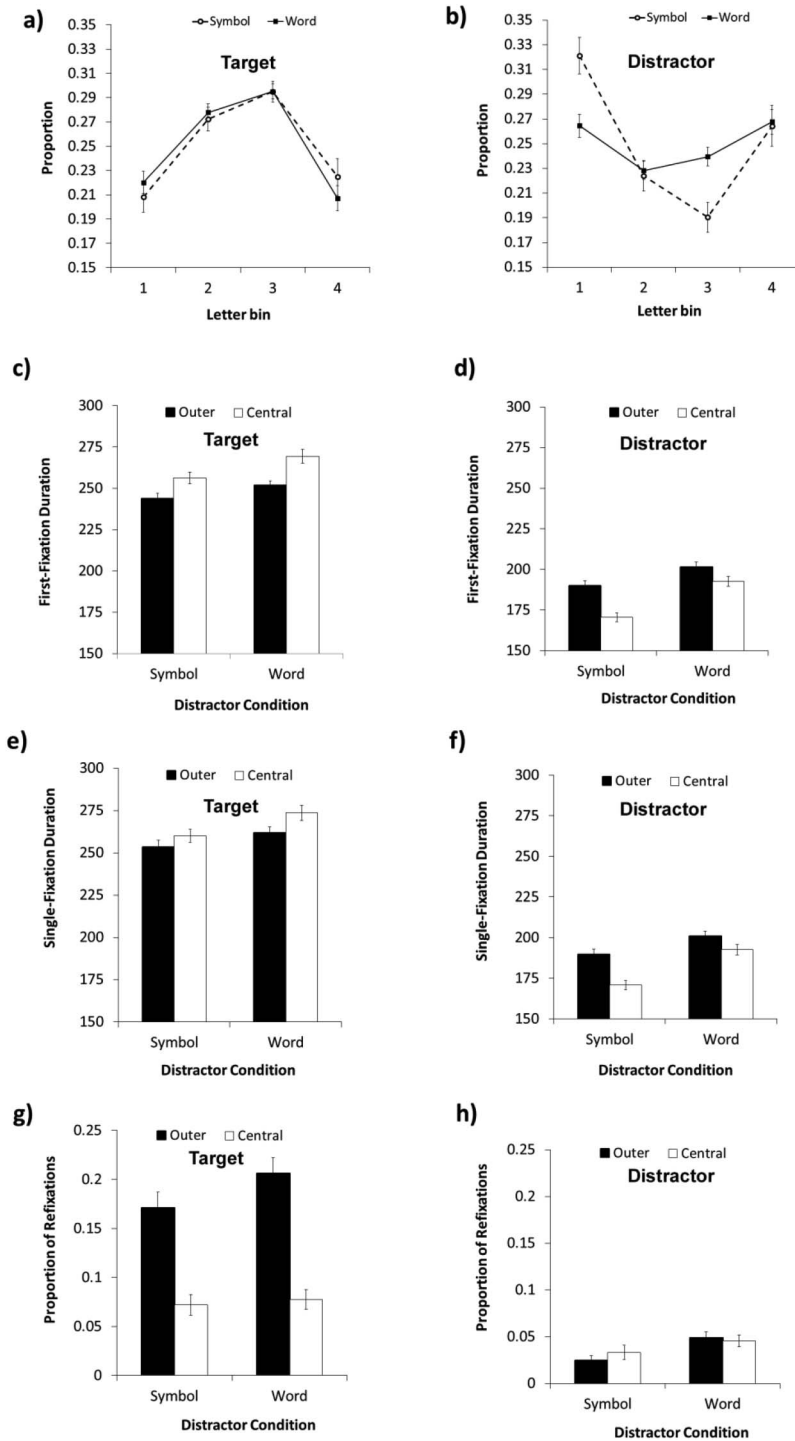 a)
Symbol Word
Target
0.35
0.33
0.31
0.29
0.27
0.25
0.23
0.21
0.19
0.17
0.15
Proportion
1 2 3 4
Letter bin
b)
Symbol Word
Distractor
0.35
0.33
0.31
0.29
0.27
0.25
0.23
0.21
0.19
0.17
0.15
Proportion
1 2 3 4
Letter bin
c)
Outer Central
Target
300
275
250
225
200
175
150
First-Fixation Duration
Symbol Word
Distractor Condition
d)
Outer Central
Distractor
300
275
250
225
200
175
150
First-Fixation Duration
Symbol Word
Distractor Condition
e)
Outer Central
Target
300
275
250
225
200
175
150
Single-Fixation Duration
Symbol Word
Distractor Condition
f)
Outer Central
Distractor
300
275
250
225
200
175
150
Single-Fixation Duration
Symbol Word
Distractor Condition
g)
Outer Central
Target
0.25
0.2
0.15
0.1
0.05
0
Proportion of Refixations
Symbol Word
Distractor Condition
h)
Outer Central
Distractor
0.25
0.2
0.15
0.1
0.05
0
Proportion of Refixations
Symbol Word
Distractor Condition